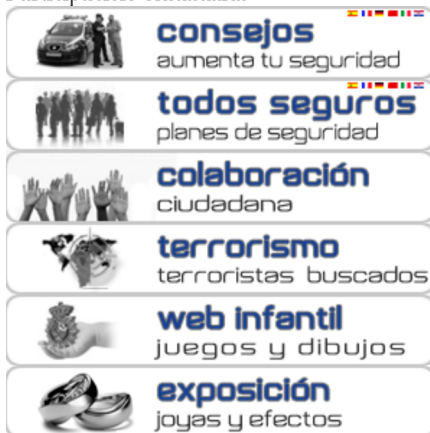 consejos
aumenta tu seguridad
todos seguros
planes de seguridad
colaboración
ciudadana
terrorismo
terroristas buscados
web infantil
juegos y dibujos
exposición
joyas y efectos